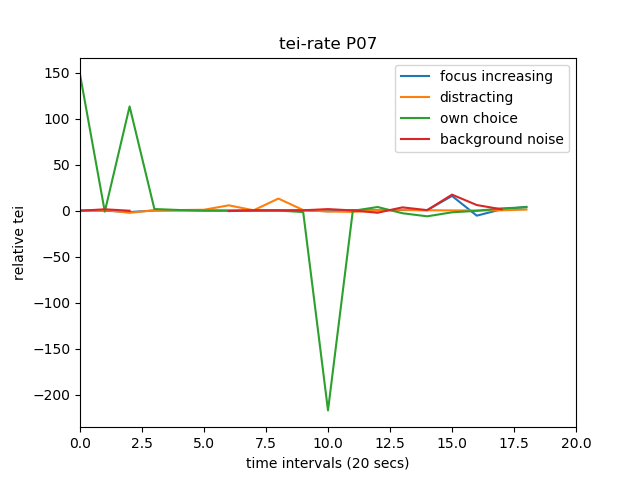 tei-rate P07
focus increasing
distracting
own choice
background noise
relative tei
150
100
50
0
−50
−100
−150
−200
0.0 2.5 5.0 7.5 10.0 12.5 15.0 17.5 20.0
time intervals (20 secs)